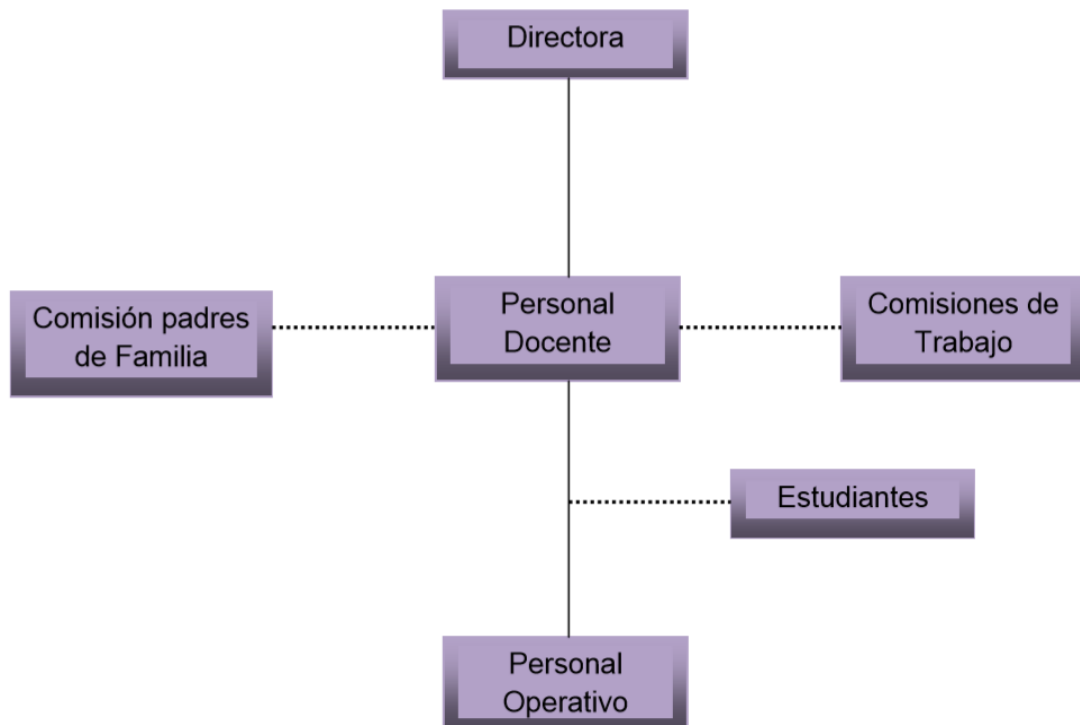 Directora
Comisión padres
de Familia
Personal
Docente
Comisiones de
Trabajo
Estudiantes
Personal
Operativo